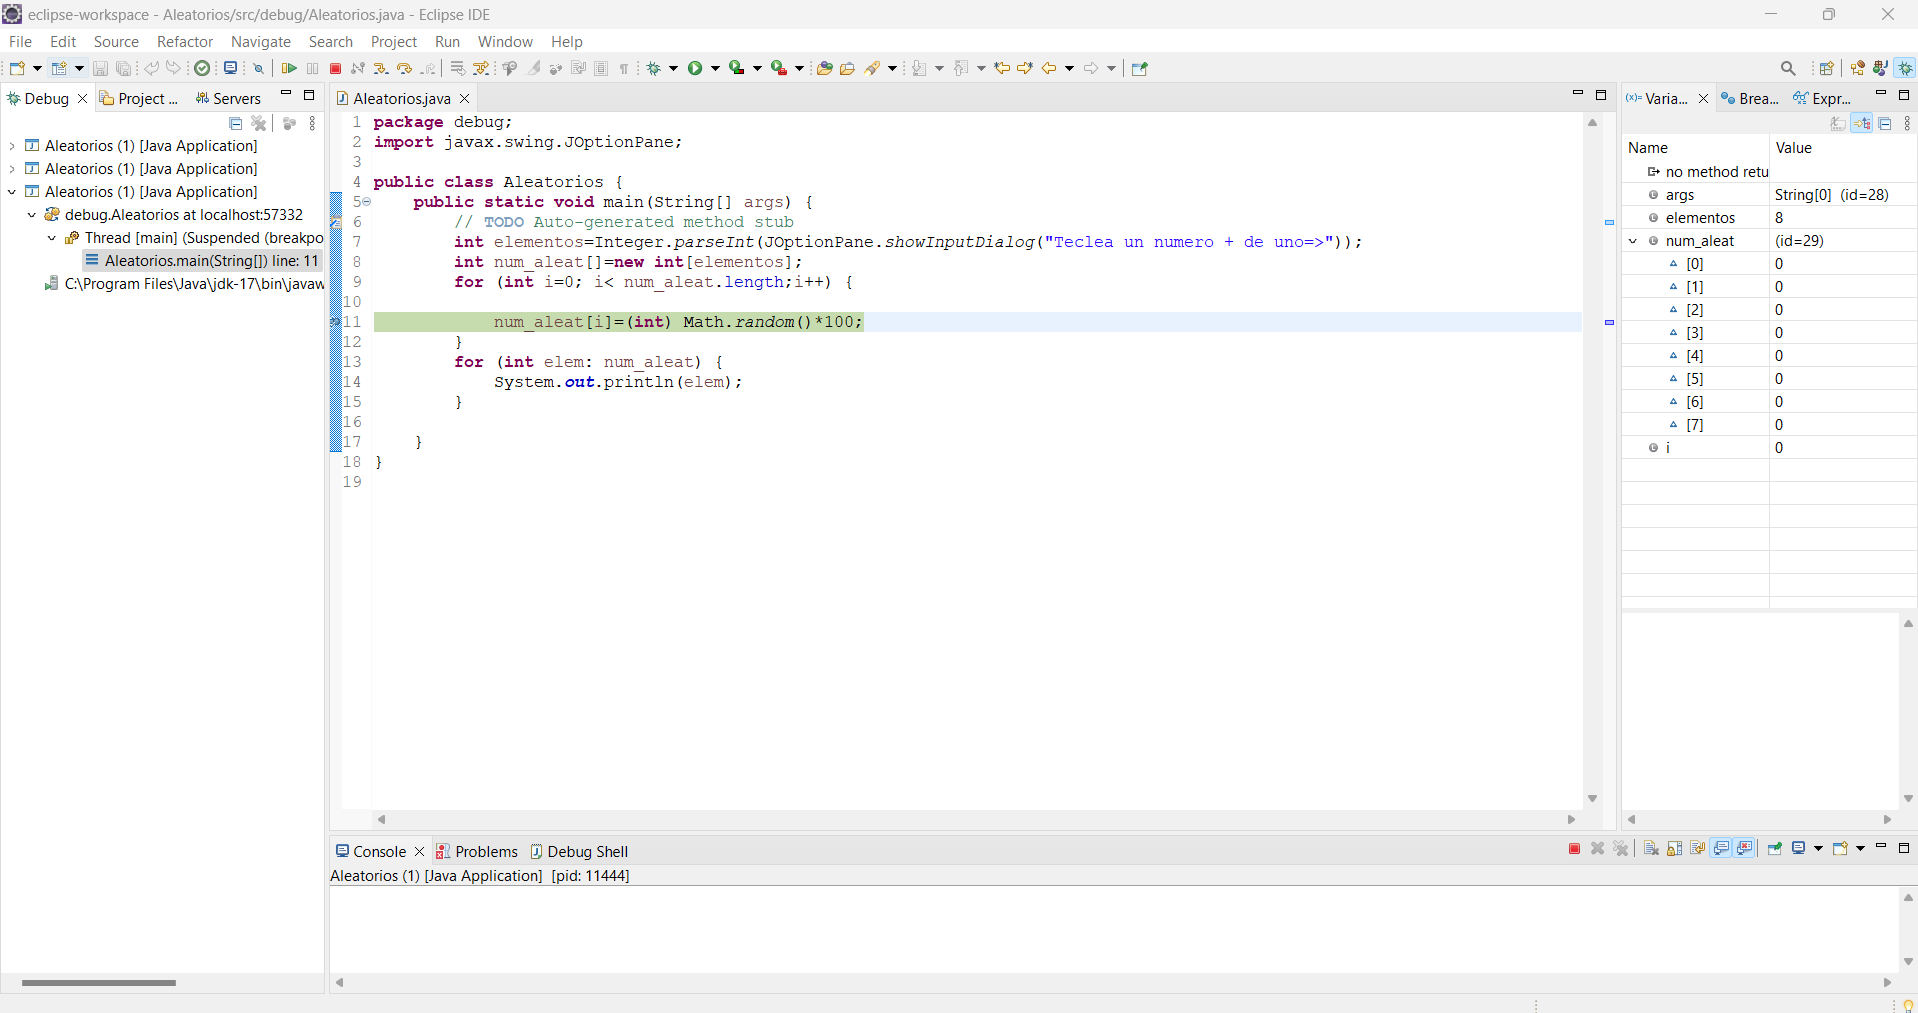 eclipse-workspace - Aleatorios/src/debug/Aleatorios.java - Eclipse IDE
File Edit Source Refactor Navigate Search Project Run Window Help
Debug Project ... Servers
Aleatorios (1) [Java Application]
Aleatorios (1) [Java Application]
Aleatorios (1) [Java Application]
debug.Aleatorios at localhost:57332
Thread [main] (Suspended (breakpo
Aleatorios.main(String[]) line: 11
C:\Program Files\Java\jdk-17\bin\javaw
Aleatorios.java
1 package debug;
2 import javax.swing.JOptionPane;
3
4 public class Aleatorios {
5 public static void main(String[] args) {
6 // TODO Auto-generated method stub
7 int elementos=Integer.parseInt(JOptionPane.showInputDialog("Teclea un numero + de uno=>"));
8 int num_aleat[]=new int[elementos];
9 for (int i=0; i< num_aleat.length;i++) {
10
11 num_aleat[i]=(int) Math.random()*100;
12 }
13 for (int elem: num_aleat) {
14 System.out.println(elem);
15 }
16
17 }
18 }
19
Varia... Brea... Expr...
Name Value
no method retu
args String[0] (id=28)
elementos 8
num_aleat (id=29)
[0] 0
[1] 0
[2] 0
[3] 0
[4] 0
[5] 0
[6] 0
[7] 0
i 0
Console Problems Debug Shell
Aleatorios (1) [Java Application] [pid: 11444]